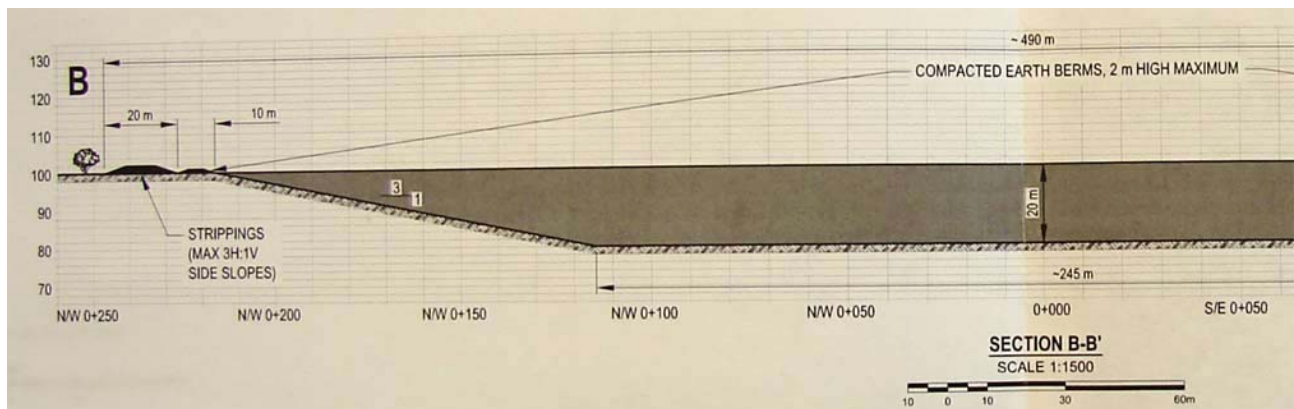 ~ 490 m
130
B
COMPACTED EARTH BERMS, 2 m HIGH MAXIMUM
120
20 m
10 m
110
100
3
1
90
20 m
STRIPPINGS
(MAX 3H:1V
SIDE SLOPES)
80
70
~245 m
N/W 0+250
N/W 0+200
N/W 0+150
N/W 0+100
N/W 0+050
0+000
S/E 0+050
SECTION B-B'
SCALE 1:1500
10 0 10 30 60m